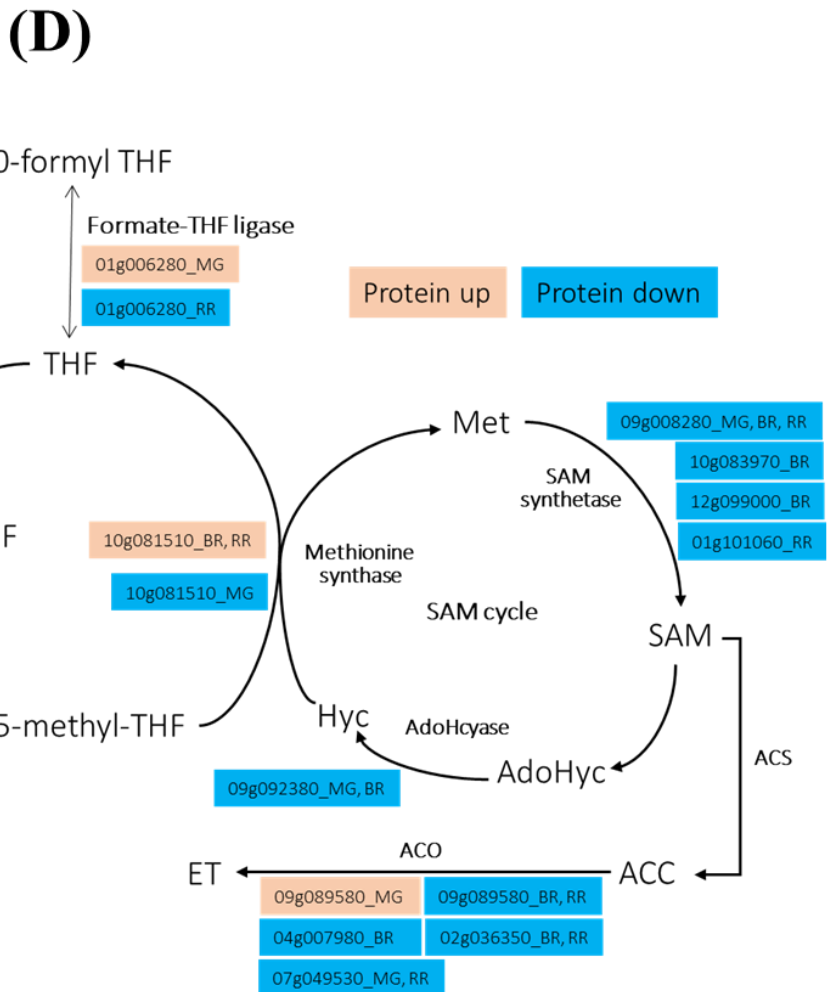 (D)
0-formyl THF
Formate-THF ligase
01g006280_MG
01g006280_RR
Protein up
Protein down
THF
Met
09g008280_MG, BR, RR
10g083970_BR
12g099000_BR
01g101060_RR
SAM
synthetase
F
10g081510_BR, RR
10g081510_MG
Methionine
synthase
SAM cycle
SAM
5-methyl-THF
Hyc
AdoHcyase
AdoHyc
ACS
09g092380_MG, BR
ACO
ET
ACC
09g089580_MG
09g089580_BR, RR
04g007980_BR
02g036350_BR, RR
07g049530_MG, RR